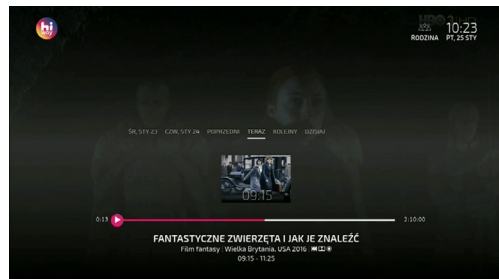 hi
HBO 3 HD
RODZINA
10:23
PT, 25 STY
ŚR, STY 23 CZW, STY 24 POPRZEDNI TERAZ KOLEJNY DZISIAJ
09:15
0:13
2:10:00
FANTASTYCZNE ZWIERZĘTA I JAK JE ZNALEŹĆ
Film fantasy | Wielka Brytania, USA 2016
09:15 - 11:25